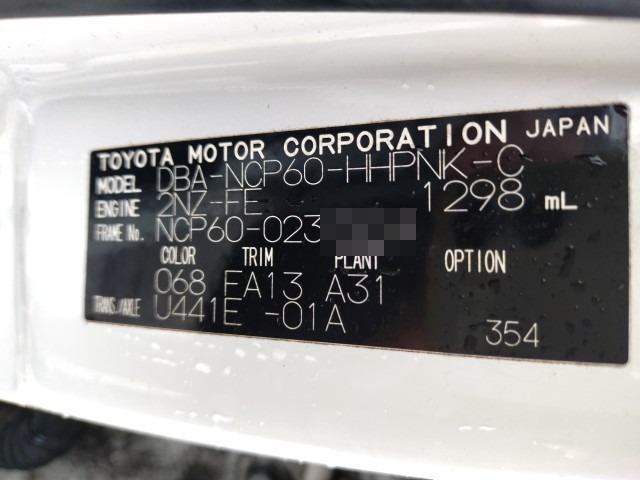 TOYOTA MOTOR CORPORATION JAPAN
MODEL DBA-NCP60-HHPNK-C
ENGINE 2NZ-FE 1298 mL
FRAME No. NCP60-023
COLOR TRIM PLANT OPTION
068 FA13 A31
TRANS./AXLE U441E -01A 354